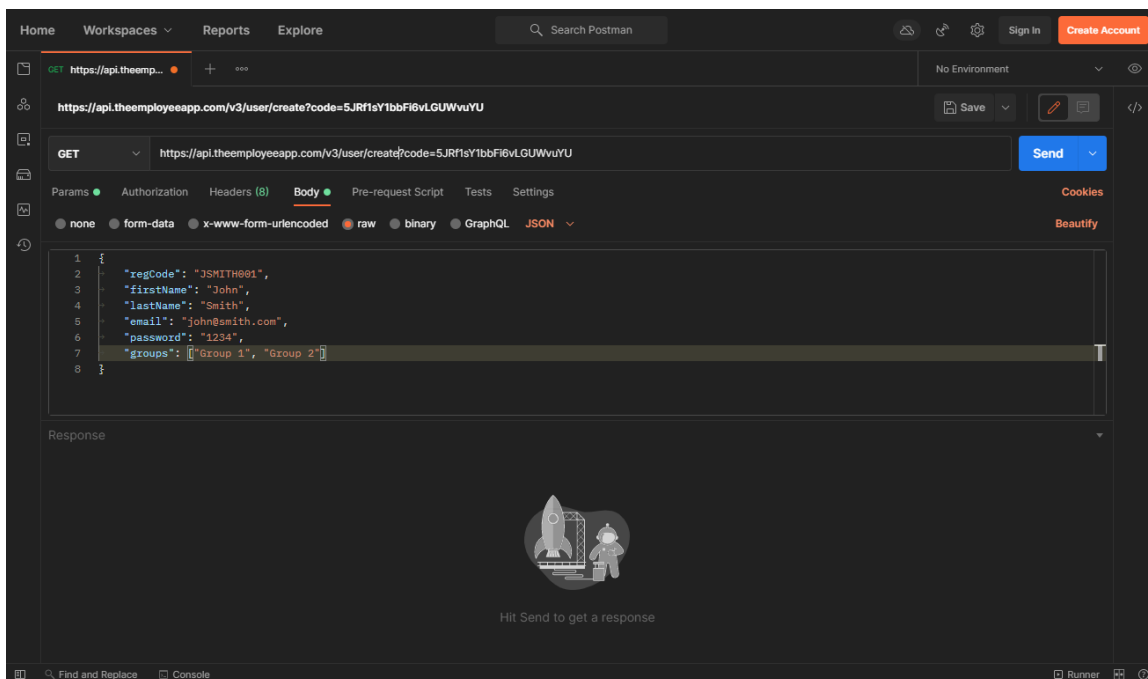 Home Workspaces Reports Explore Search Postman Sign In Create Account
GET https://api.theemp... No Environment
https://api.theemployeeapp.com/v3/user/create?code=5JRf1sY1bbFi6vLGUWvuYU Save
GET https://api.theemployeeapp.com/v3/user/create?code=5JRf1sY1bbFi6vLGUWvuYU Send
Params Authorization Headers (8) Body Pre-request Script Tests Settings Cookies
none form-data x-www-form-urlencoded raw binary GraphQL JSON Beautify
1 {
2 "regCode": "JSMITH001",
3 "firstName": "John",
4 "lastName": "Smith",
5 "email": "john@smith.com",
6 "password": "1234",
7 "groups": ["Group 1", "Group 2"]
8 }
Response
Hit Send to get a response
Find and Replace Console Runner